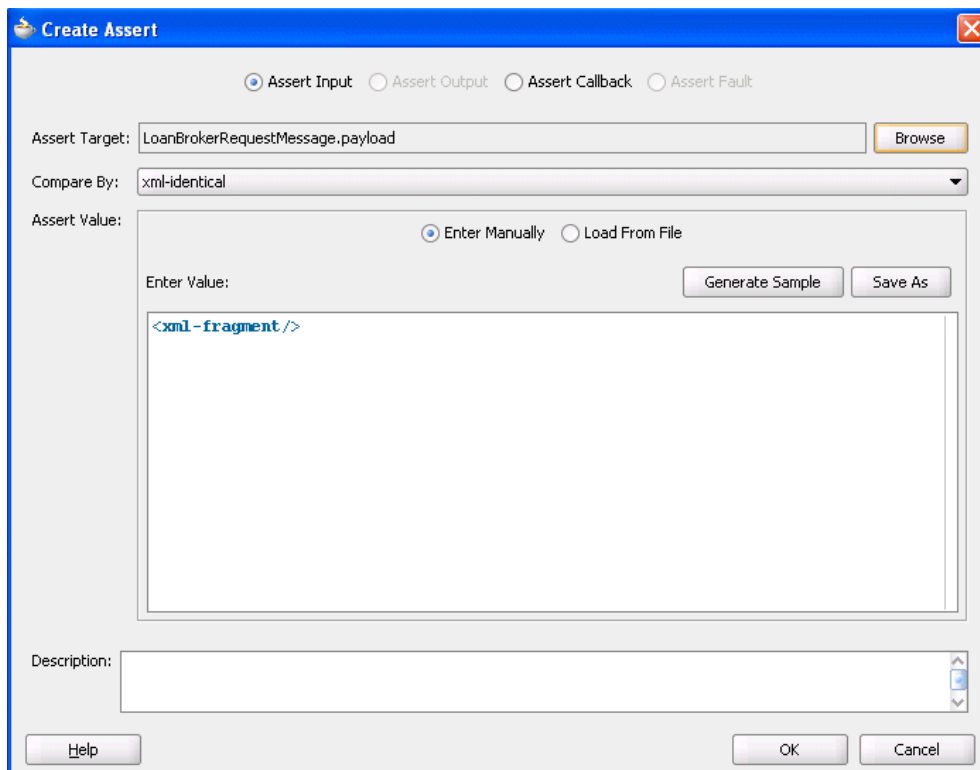 Create Assert
Assert Input Assert Output Assert Callback Assert Fault
Assert Target: LoanBrokerRequestMessage.payload Browse
Compare By: xml-identical
Assert Value:
Enter Manually Load From File
Enter Value: Generate Sample Save As
<xml-fragment/>
Description:
Help OK Cancel